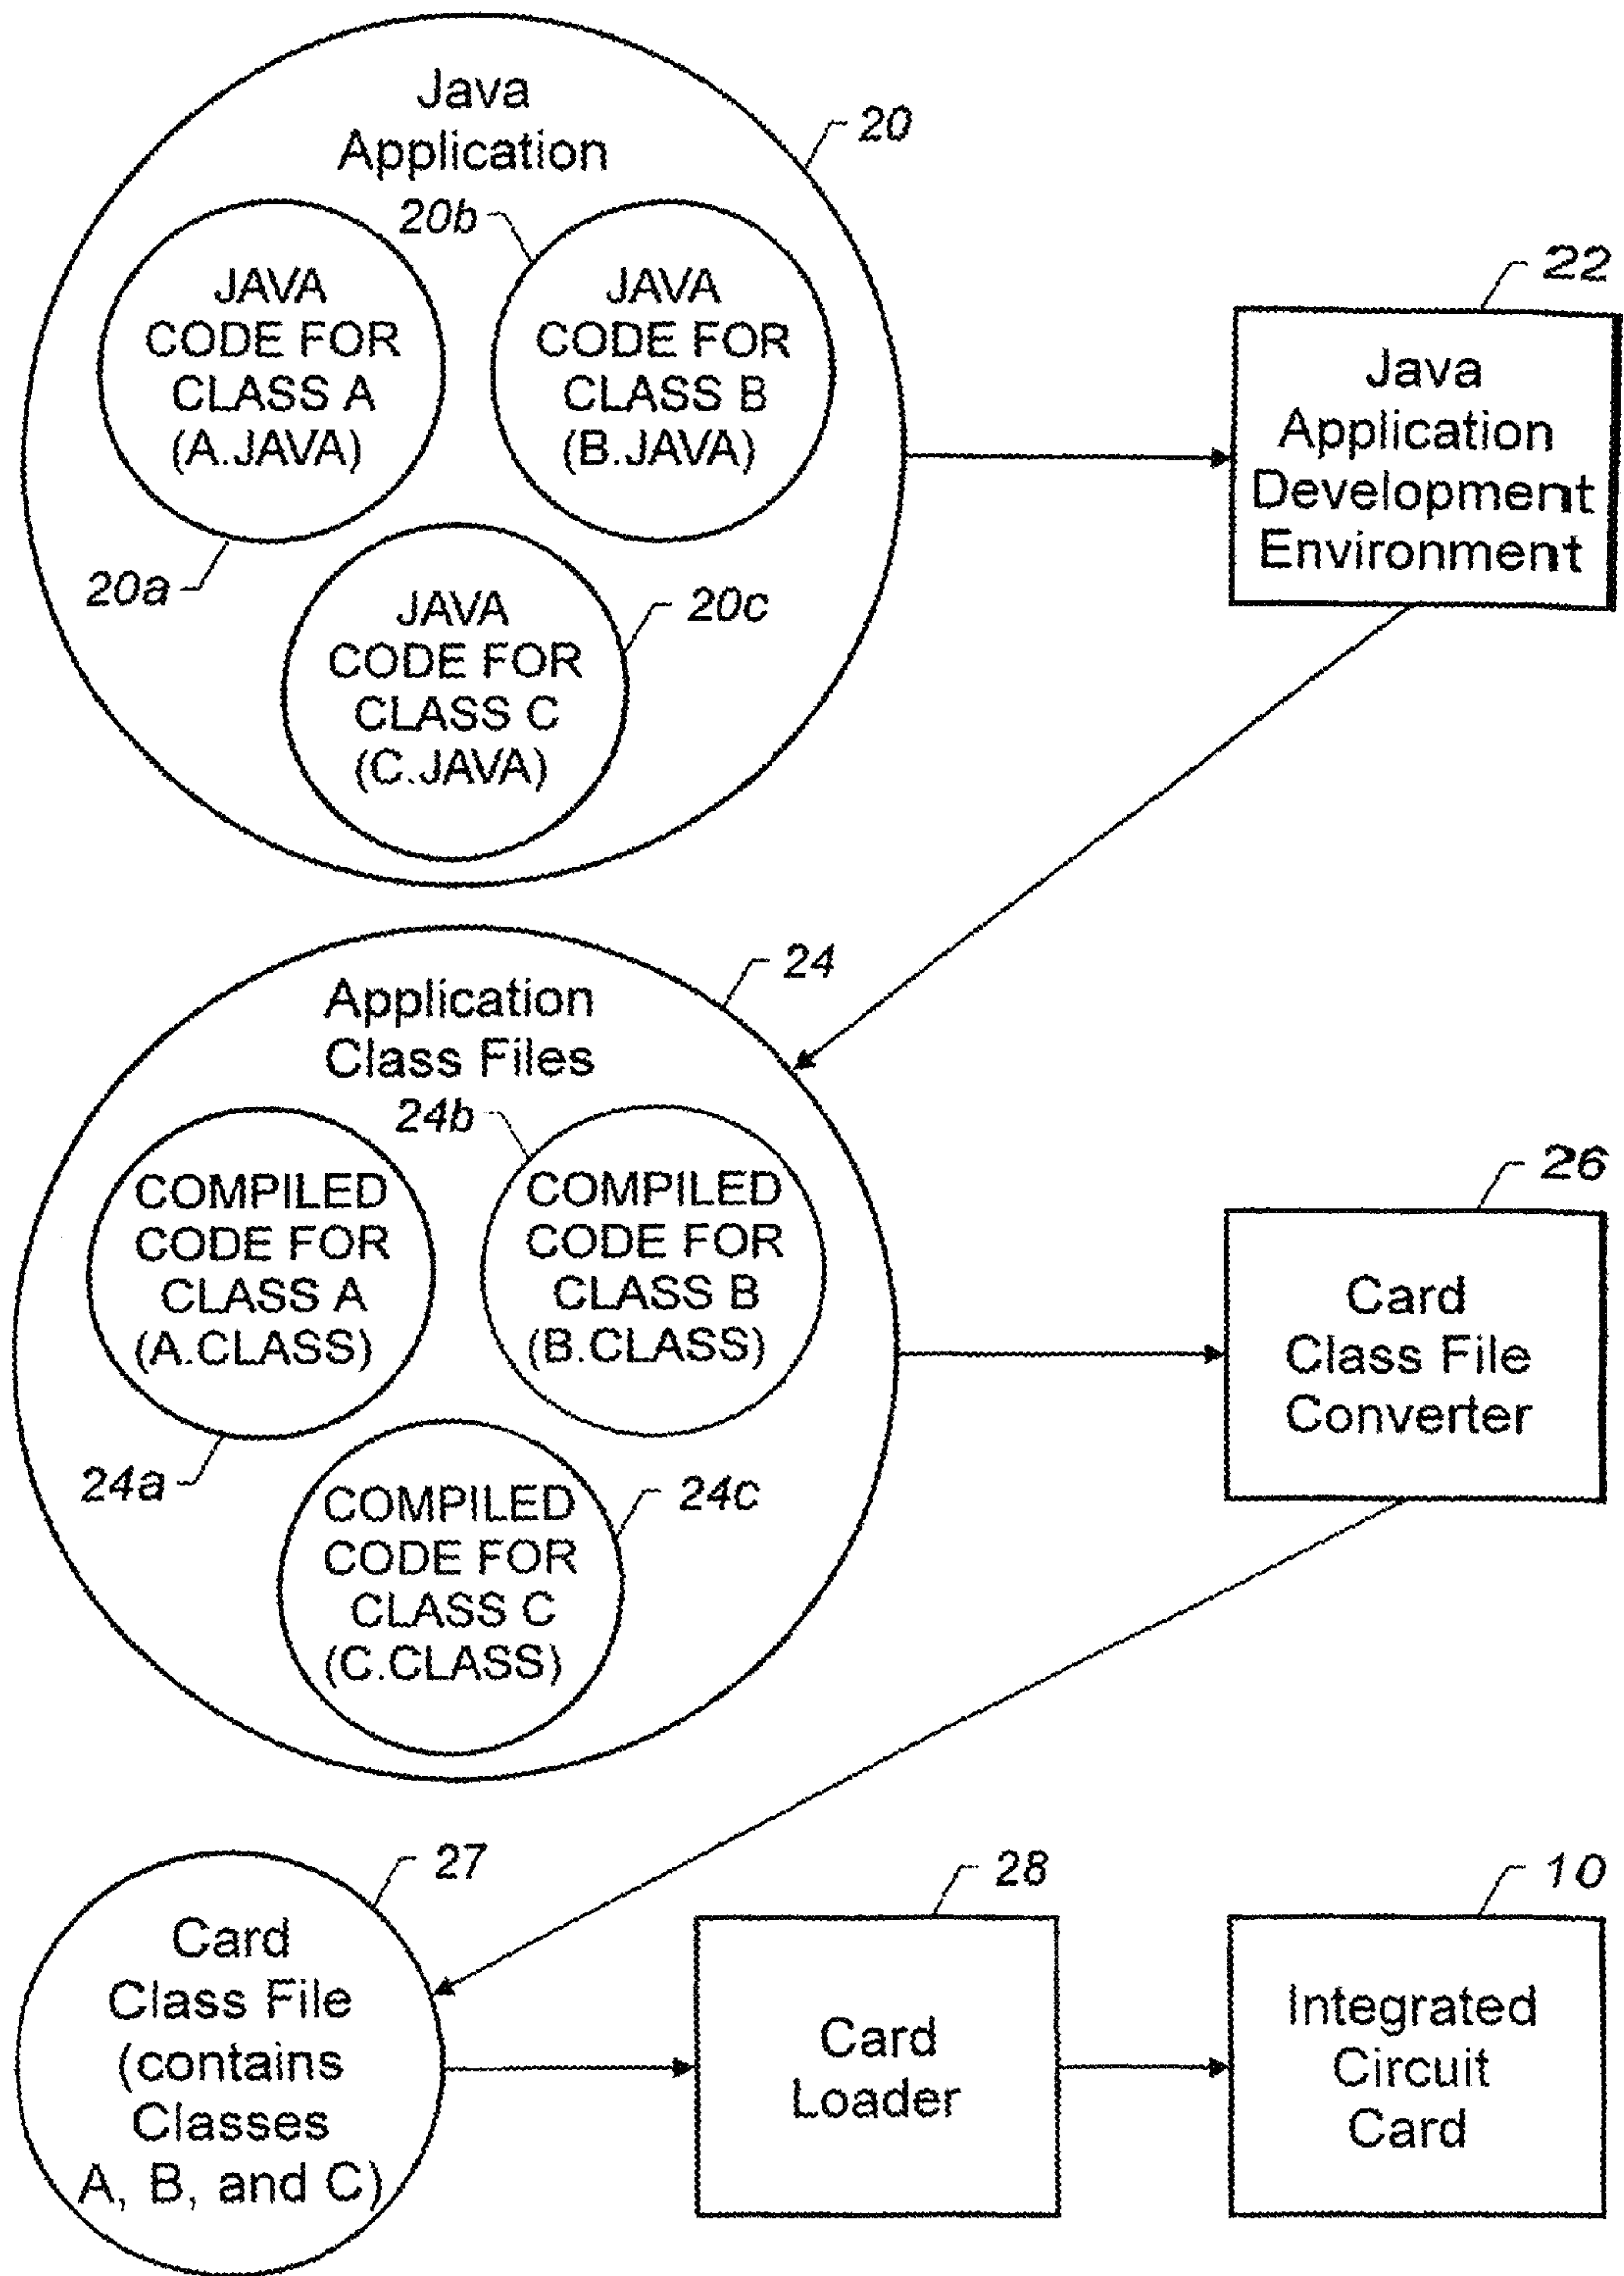 Java
Application
20
20b
JAVA
CODE FOR
CLASS A
(A.JAVA)
JAVA
CODE FOR
CLASS B
(B.JAVA)
20a
JAVA
CODE FOR
CLASS C
(C.JAVA)
20c
22
Java
Application
Development
Environment
24
Application
Class Files
24b
COMPILED
CODE FOR
CLASS A
(A.CLASS)
COMPILED
CODE FOR
CLASS B
(B.CLASS)
24a
COMPILED
CODE FOR
CLASS C
(C.CLASS)
24c
26
Card
Class File
Converter
27
Card
Class File
(contains
Classes
A, B, and C)
28
Card
Loader
10
Integrated
Circuit
Card